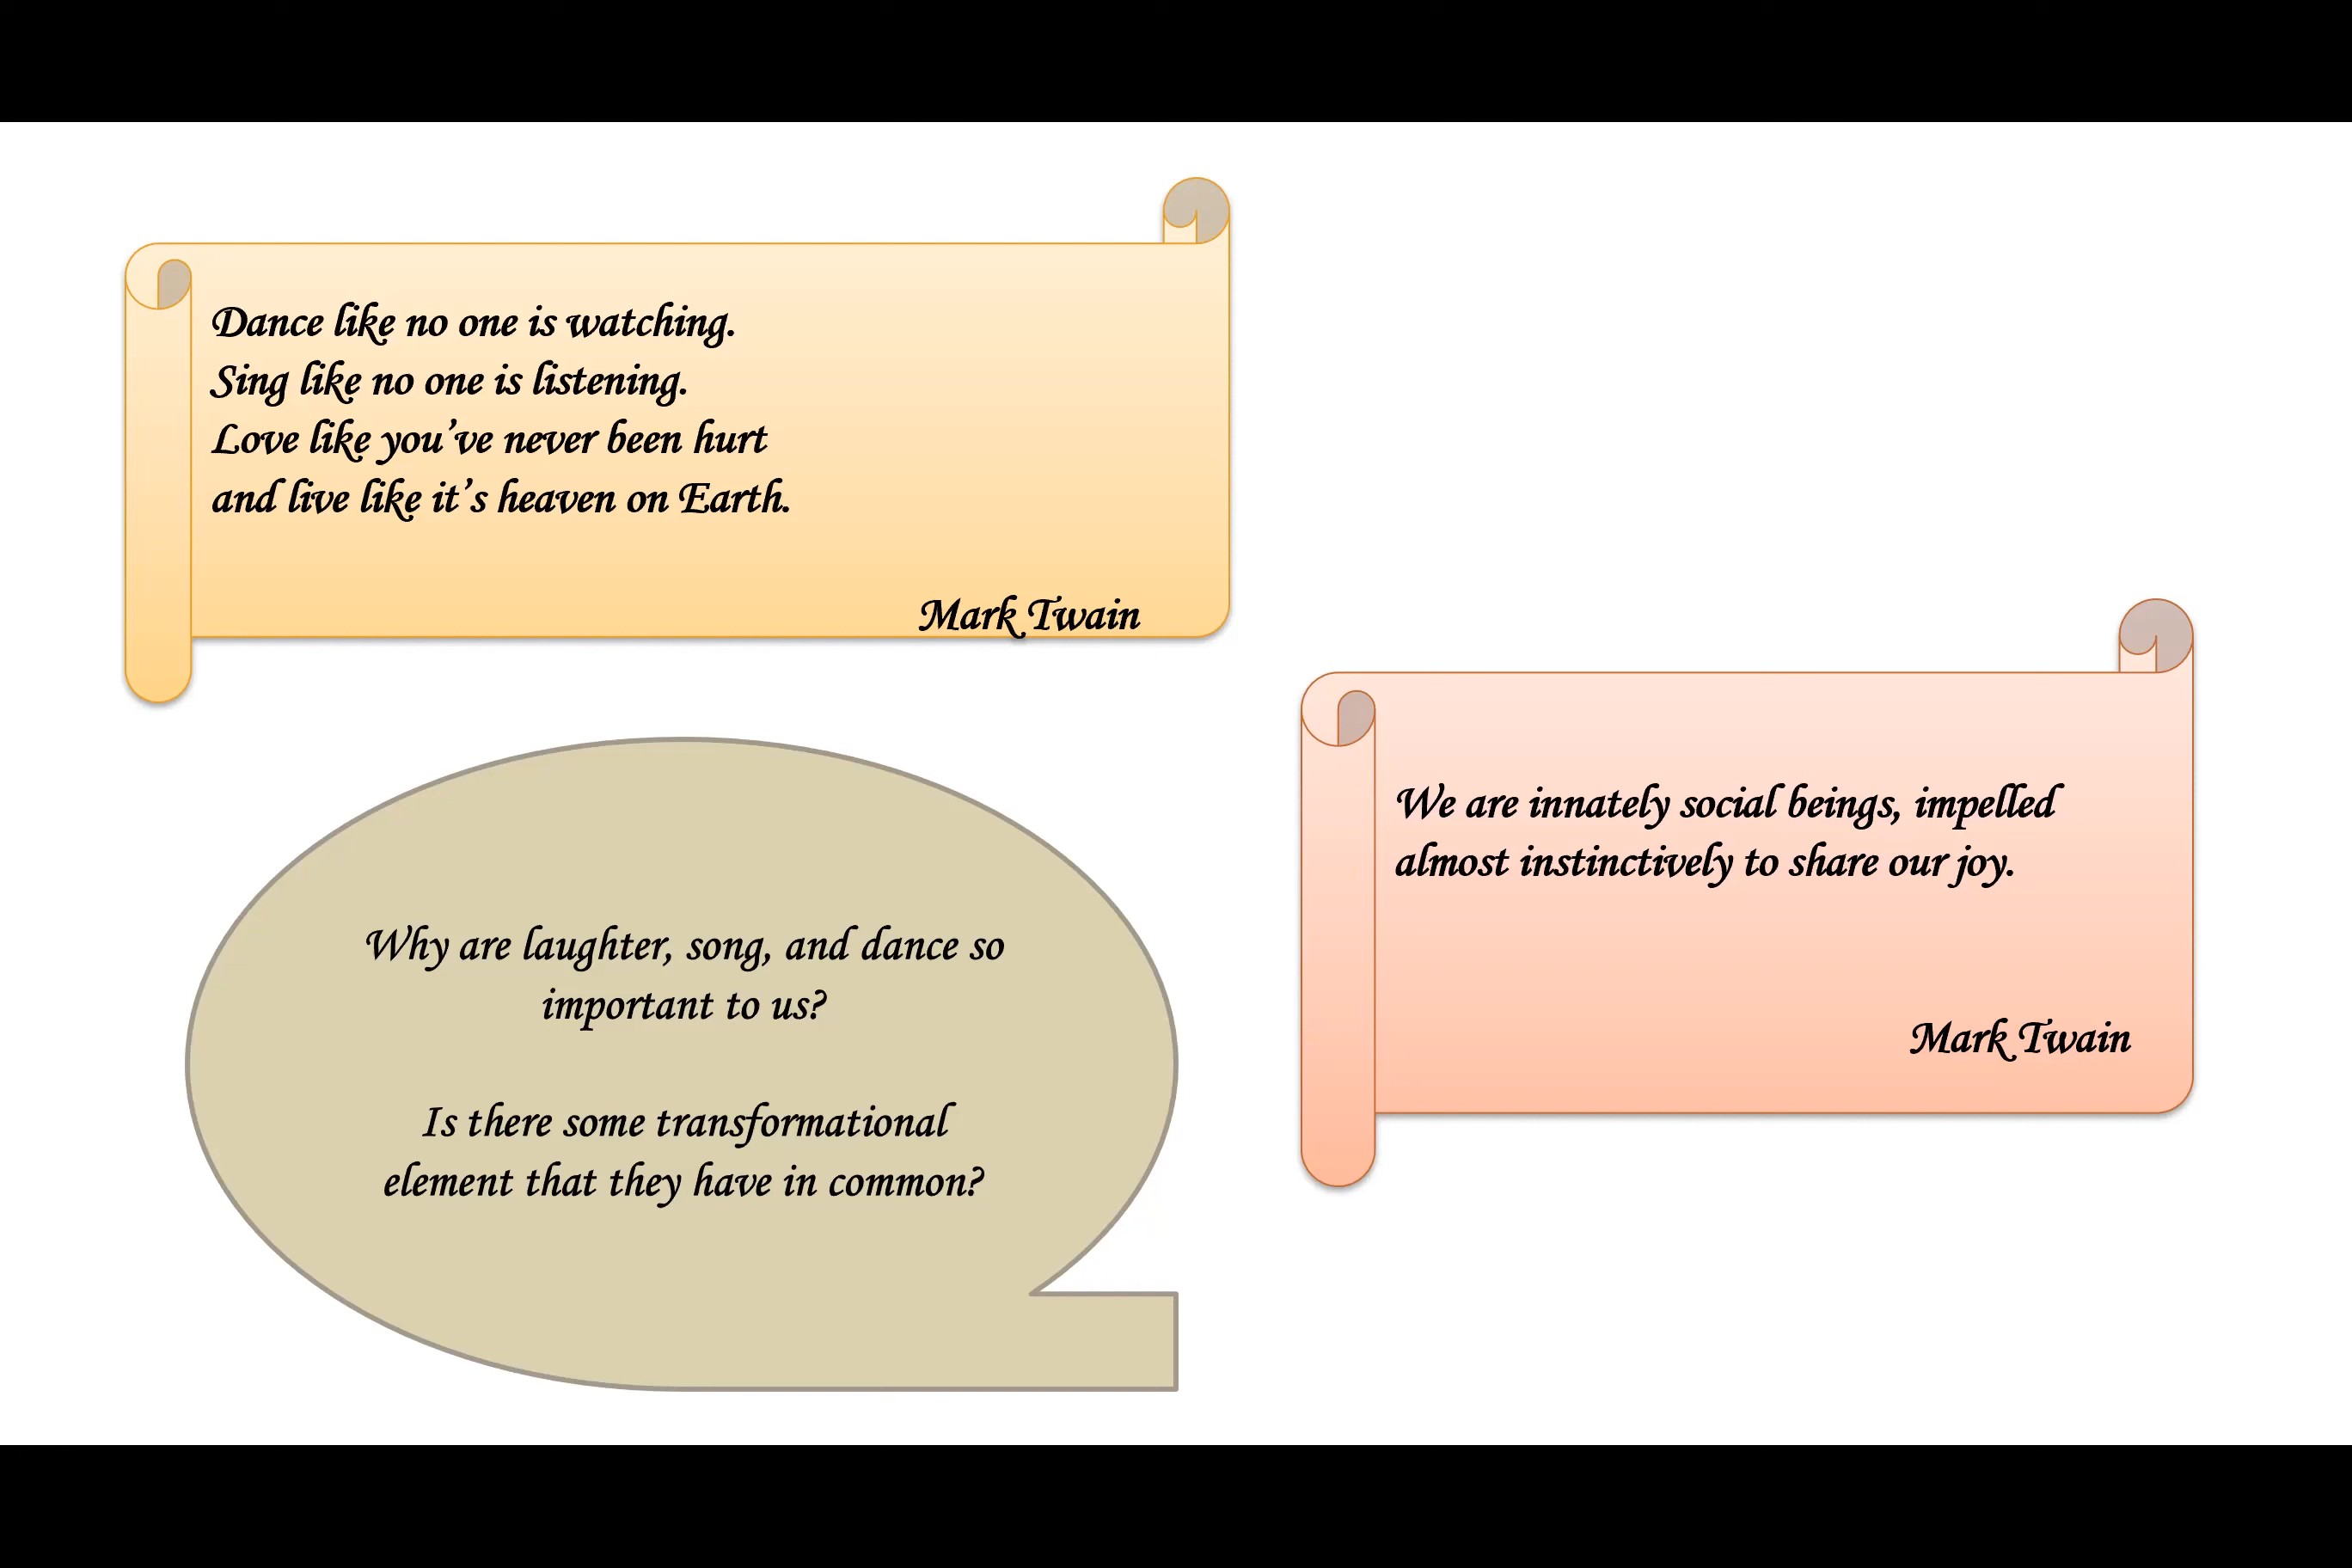 Dance like no one is watching.
Sing like no one is listening.
Love like you’ve never been hurt
and live like it’s heaven on Earth.
Mark Twain
We are innately social beings, impelled
almost instinctively to share our joy.
Mark Twain
Why are laughter, song, and dance so
important to us?
Is there some transformational
element that they have in common?